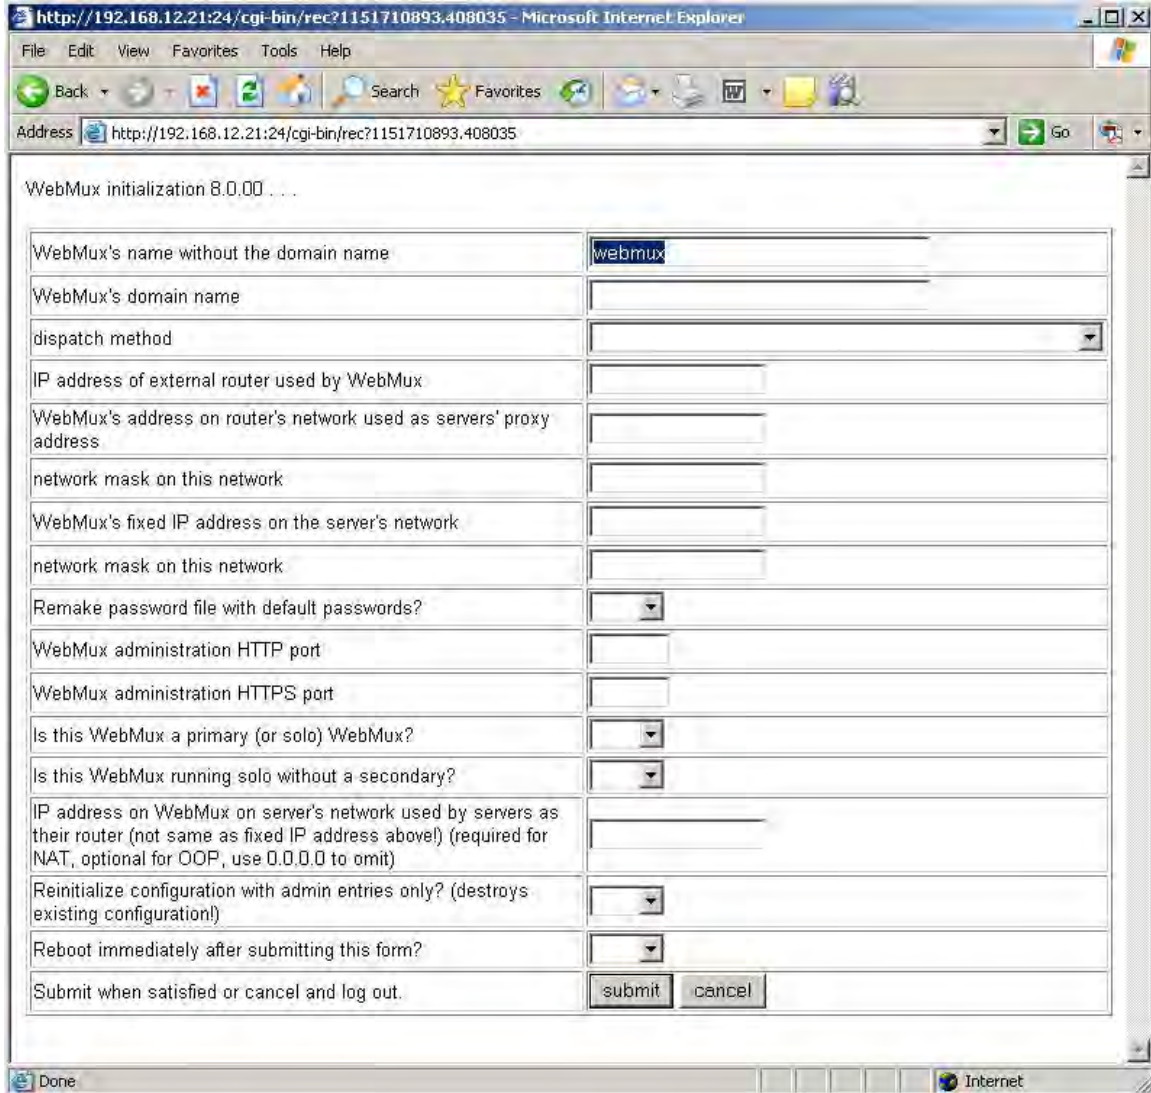 http://192.168.12.21:24/cgi-bin/rec?1151710893.408035 - Microsoft Internet Explorer
File Edit View Favorites Tools Help
Back Search Favorites
Address http://192.168.12.21:24/cgi-bin/rec?1151710893.408035 Go
WebMux initialization 8.0.00 . . .
WebMux's name without the domain name webmux
WebMux's domain name
dispatch method
IP address of external router used by WebMux
WebMux's address on router's network used as servers' proxy
address
network mask on this network
WebMux's fixed IP address on the server's network
network mask on this network
Remake password file with default passwords?
WebMux administration HTTP port
WebMux administration HTTPS port
Is this WebMux a primary (or solo) WebMux?
Is this WebMux running solo without a secondary?
IP address on WebMux on server's network used by servers as
their router (not same as fixed IP address above!) (required for
NAT, optional for OOP, use 0.0.0.0 to omit)
Reinitialize configuration with admin entries only? (destroys
existing configuration!)
Reboot immediately after submitting this form?
Submit when satisfied or cancel and log out. submit cancel
Done Internet